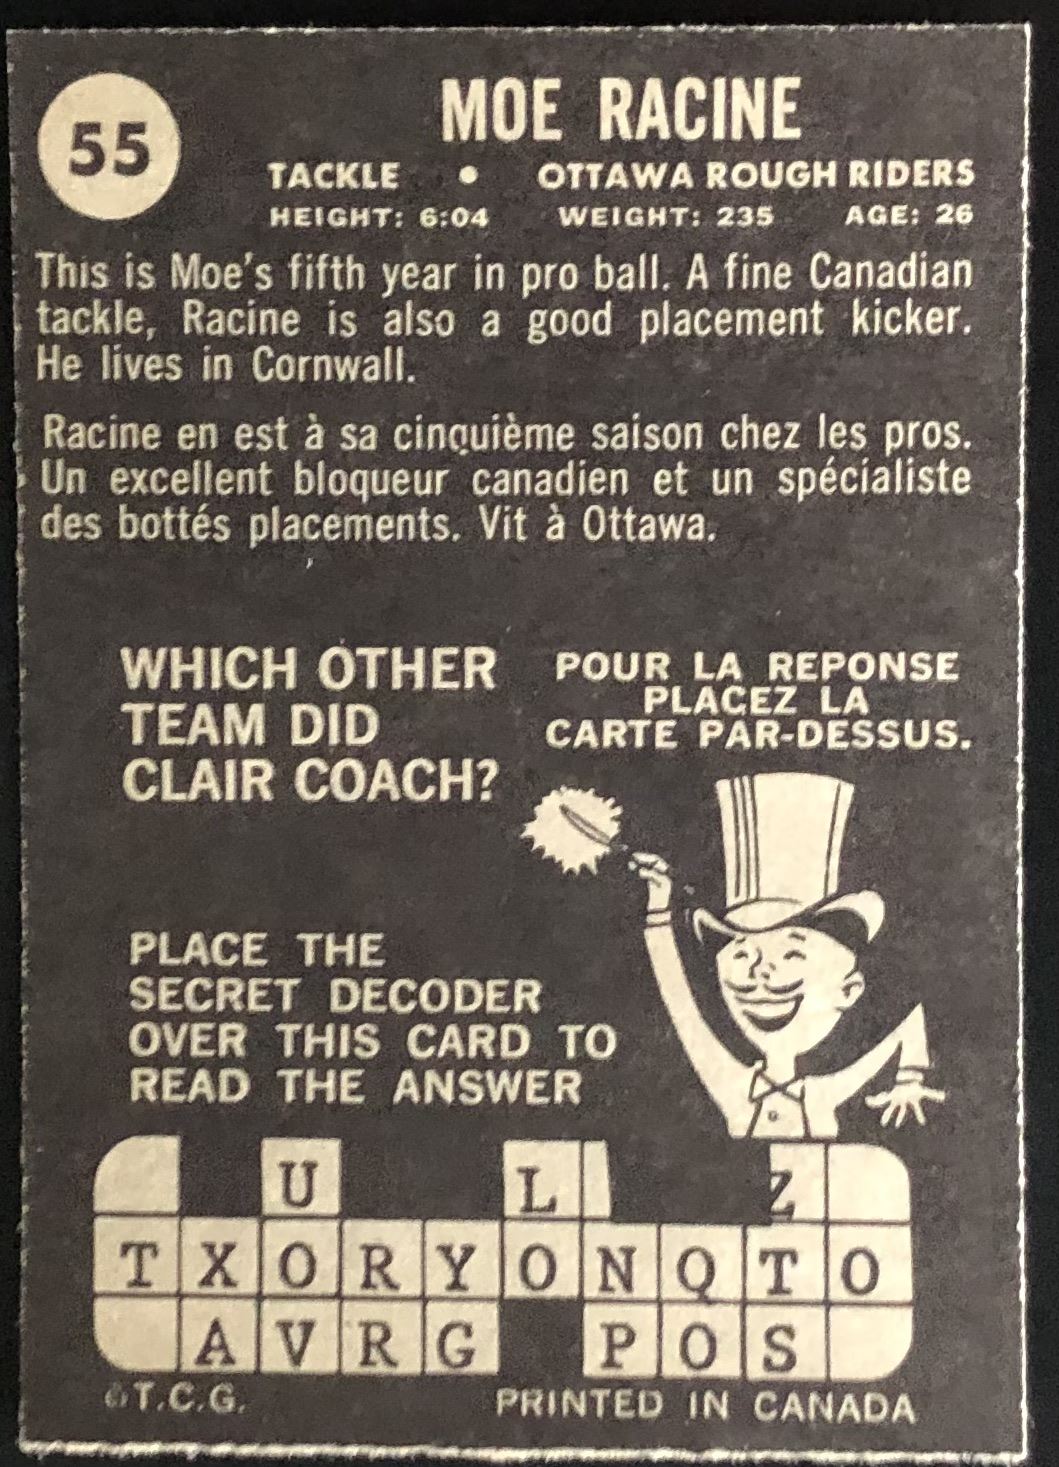 55
MOE RACINE
TACKLE • OTTAWA ROUGH RIDERS
HEIGHT: 6:04 WEIGHT: 235 AGE: 26
This is Moe's fifth year in pro ball. A fine Canadian
tackle, Racine is also a good placement kicker.
He lives in Cornwall.
Racine en est à sa cinquième saison chez les pros.
Un excellent bloqueur canadien et un spécialiste
des bottés placements. Vit à Ottawa.
WHICH OTHER
TEAM DID
CLAIR COACH?
POUR LA REPONSE
PLACEZ LA
CARTE PAR-DESSUS.
PLACE THE
SECRET DECODER
OVER THIS CARD TO
READ THE ANSWER
U L Z
T X O R Y O N Q T O
A V R G P O S
©T.C.G.
PRINTED IN CANADA